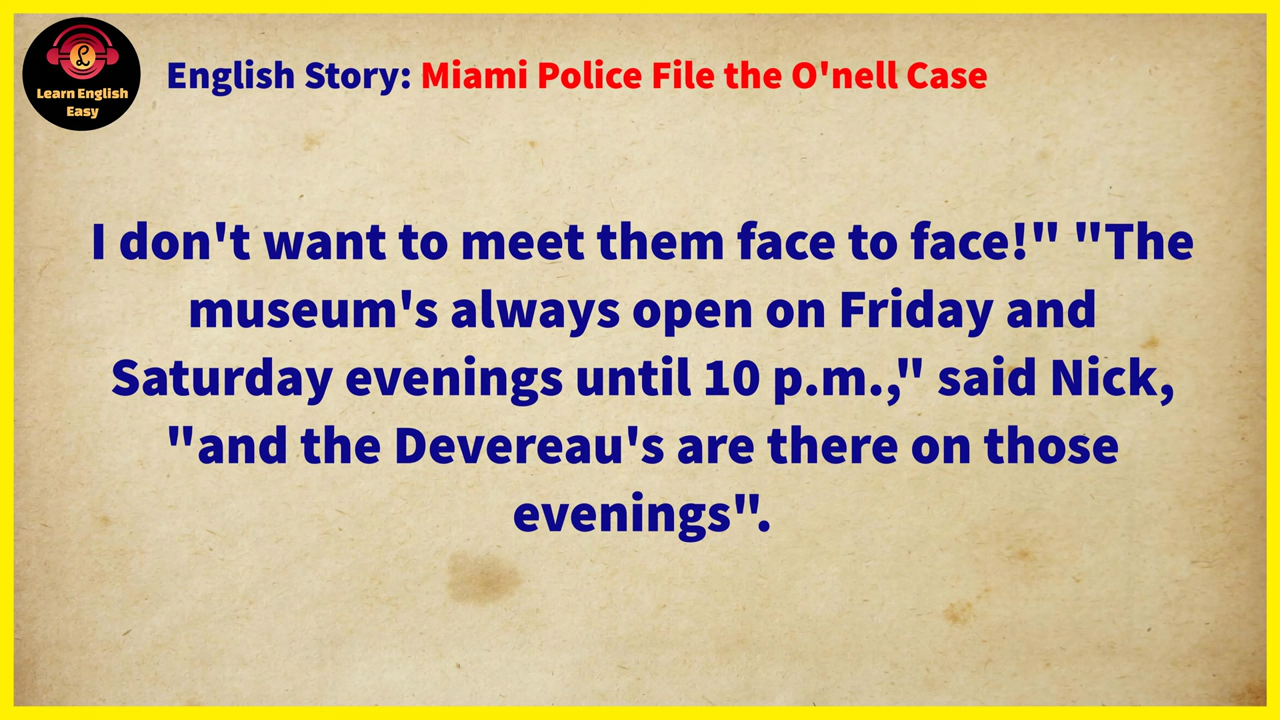 Learn English
Easy
English Story: Miami Police File the O'nell Case
I don't want to meet them face to face!" "The
museum's always open on Friday and
Saturday evenings until 10 p.m.," said Nick,
"and the Devereau's are there on those
evenings".